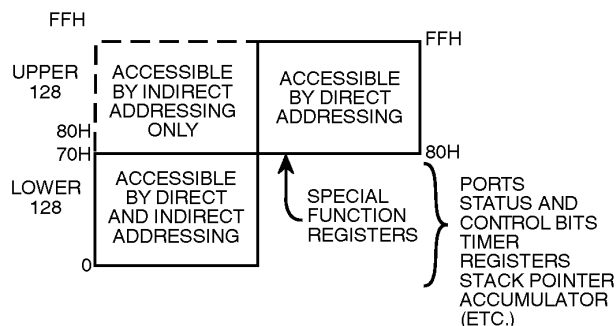 FFH
FFH
UPPER
128
ACCESSIBLE
BY INDIRECT
ADDRESSING
ONLY
ACCESSIBLE
BY DIRECT
ADDRESSING
80H
70H
80H
LOWER
128
ACCESSIBLE
BY DIRECT
AND INDIRECT
ADDRESSING
0
SPECIAL
FUNCTION
REGISTERS
PORTS
STATUS AND
CONTROL BITS
TIMER
REGISTERS
STACK POINTER
ACCUMULATOR
(ETC.)